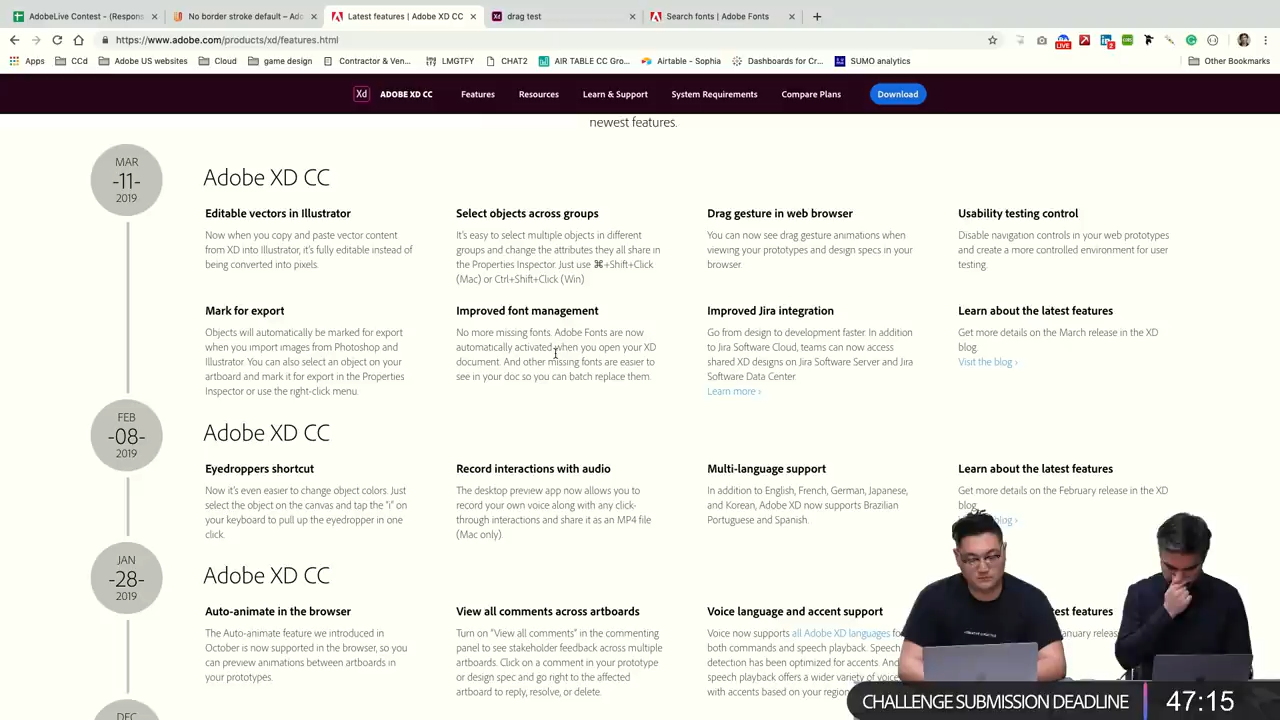 AdobeLive Contest - (Respons
No border stroke default – Ado
Latest features | Adobe XD CC
drag test
Search fonts | Adobe Fonts
https://www.adobe.com/products/xd/features.html
Apps
CCd
Adobe US websites
Cloud
game design
Contractor & Ven...
LMGTFY
CHAT2
AIR TABLE CC Gro...
Airtable - Sophia
Dashboards for Cr...
SUMO analytics
Other Bookmarks
Xd
ADOBE XD CC
Features
Resources
Learn & Support
System Requirements
Compare Plans
Download
newest features.
MAR
-11-
2019
Adobe XD CC
Editable vectors in Illustrator
Now when you copy and paste vector content
from XD into Illustrator, it's fully editable instead of
being converted into pixels.
Select objects across groups
It's easy to select multiple objects in different
groups and change the attributes they all share in
the Properties Inspector. Just use ⌘+Shift+Click
(Mac) or Ctrl+Shift+Click (Win)
Drag gesture in web browser
You can now see drag gesture animations when
viewing your prototypes and design specs in your
browser.
Usability testing control
Disable navigation controls in your web prototypes
and create a more controlled environment for user
testing.
Mark for export
Objects will automatically be marked for export
when you import images from Photoshop and
Illustrator. You can also select an object on your
artboard and mark it for export in the Properties
Inspector or use the right-click menu.
Improved font management
No more missing fonts. Adobe Fonts are now
automatically activated when you open your XD
document. And other missing fonts are easier to
see in your doc so you can batch replace them.
Improved Jira integration
Go from design to development faster. In addition
to Jira Software Cloud, teams can now access
shared XD designs on Jira Software Server and Jira
Software Data Center.
Learn more ›
Learn about the latest features
Get more details on the March release in the XD
blog.
Visit the blog ›
FEB
-08-
2019
Adobe XD CC
Eyedroppers shortcut
Now it's even easier to change object colors. Just
select the object on the canvas and tap the "i" on
your keyboard to pull up the eyedropper in one
click.
Record interactions with audio
The desktop preview app now allows you to
record your own voice along with any click-
through interactions and share it as an MP4 file
(Mac only).
Multi-language support
In addition to English, French, German, Japanese,
and Korean, Adobe XD now supports Brazilian
Portuguese and Spanish.
Learn about the latest features
Get more details on the February release in the XD
blog.
blog ›
JAN
-28-
2019
Adobe XD CC
Auto-animate in the browser
The Auto-animate feature we introduced in
October is now supported in the browser, so you
can preview animations between artboards in
your prototypes.
View all comments across artboards
Turn on "View all comments" in the commenting
panel to see stakeholder feedback across multiple
artboards. Click on a comment in your prototype
or design spec and go right to the affected
artboard to reply, resolve, or delete.
Voice language and accent support
Voice now supports all Adobe XD languages fo
both commands and speech playback. Speech
detection has been optimized for accents. And
speech playback offers a wider variety of voice
with accents based on your region
test features
anuary releas
DEC
CHALLENGE SUBMISSION DEADLINE
47:15